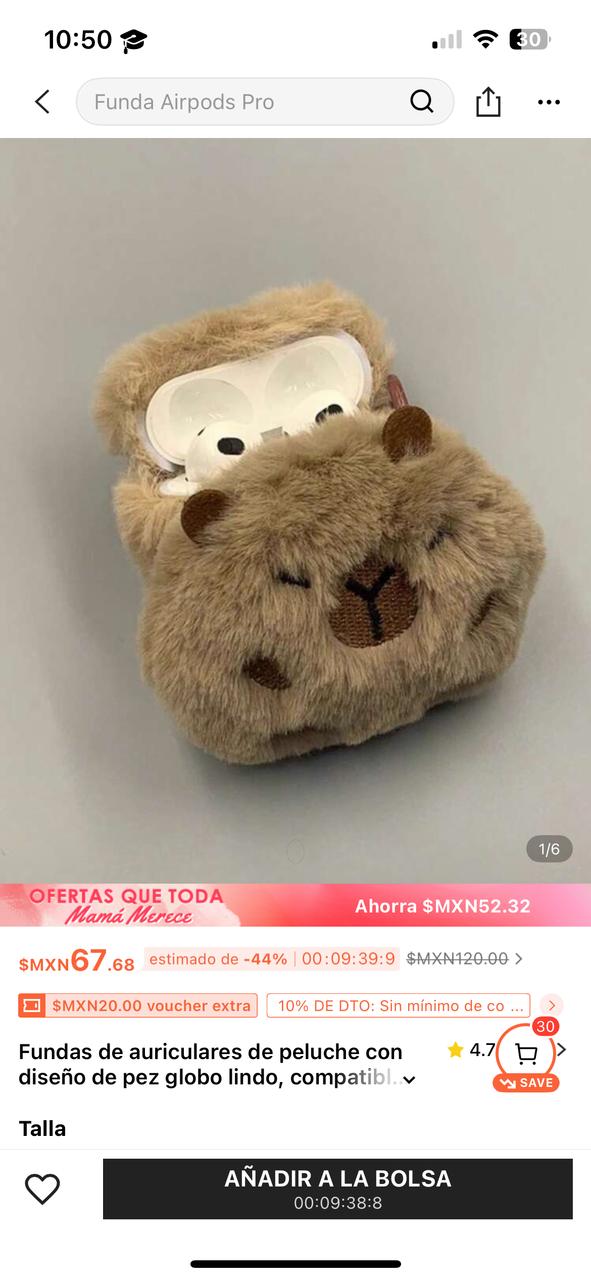 10:50
30
Funda Airpods Pro
1/6
OFERTAS QUE TODA
Mamá Merece
Ahorra $MXN52.32
$MXN67.68 estimado de -44% | 00:09:39:9 $MXN120.00
$MXN20.00 voucher extra 10% DE DTO: Sin mínimo de co ...
Fundas de auriculares de peluche con
diseño de pez globo lindo, compatibl...
4.7
30
SAVE
Talla
AÑADIR A LA BOLSA
00:09:38:8